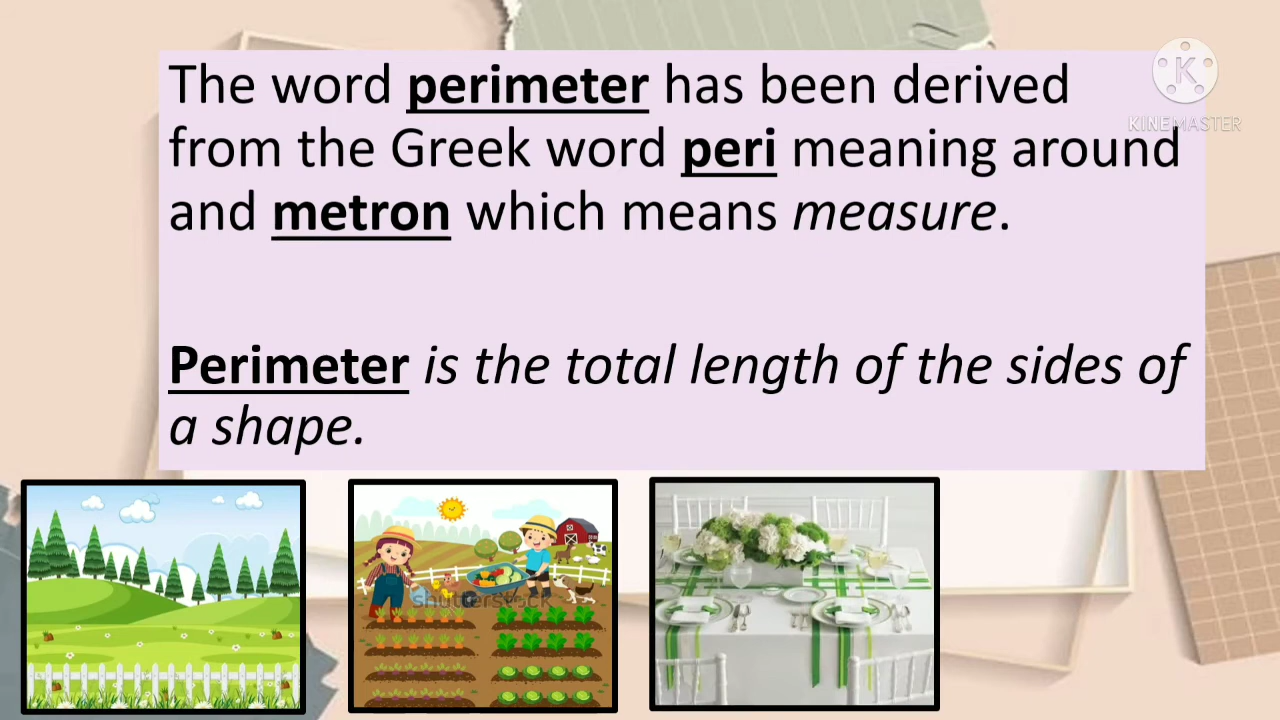 The word perimeter has been derived
from the Greek word peri meaning around
and metron which means measure.
Perimeter is the total length of the sides of
a shape.
K
KINEMASTER
shutterstock